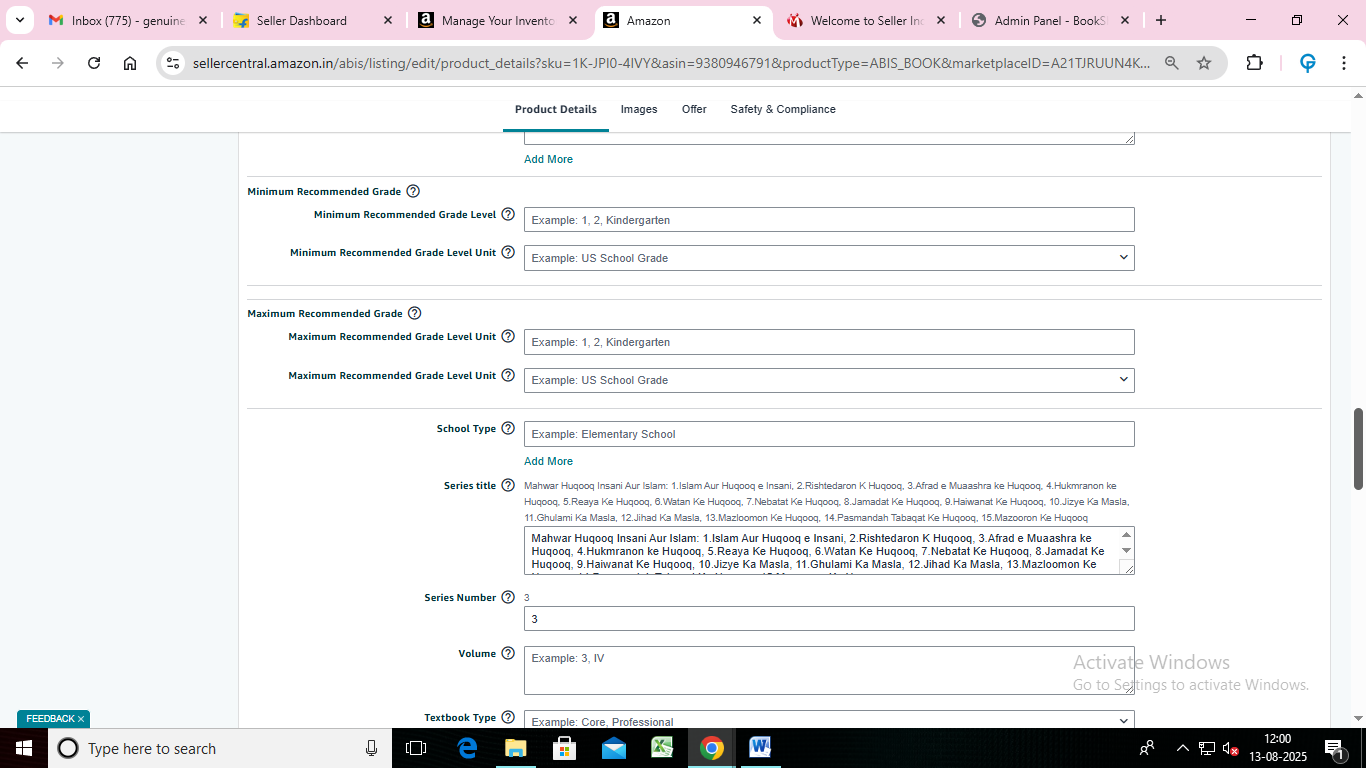 Inbox (775) - genuine
Seller Dashboard
Manage Your Invento
Amazon
Welcome to Seller In
Admin Panel - BookS
sellercentral.amazon.in/abis/listing/edit/product_details?sku=1K-JPI0-4IVY&asin=9380946791&productType=ABIS_BOOK&marketplaceID=A21TJRUUN4K...
Product Details
Images
Offer
Safety & Compliance
Add More
Minimum Recommended Grade
Minimum Recommended Grade Level
Example: 1, 2, Kindergarten
Minimum Recommended Grade Level Unit
Example: US School Grade
Maximum Recommended Grade
Maximum Recommended Grade Level Unit
Example: 1, 2, Kindergarten
Maximum Recommended Grade Level Unit
Example: US School Grade
School Type
Example: Elementary School
Add More
Series title
Mahwar Huqooq Insani Aur Islam: 1.Islam Aur Huqooq e Insani, 2.Rishtedaron K Huqooq, 3.Afrad e Muaashra ke Huqooq, 4.Hukmranon ke
Huqooq, 5.Reaya Ke Huqooq, 6.Watan Ke Huqooq, 7.Nebatat Ke Huqooq, 8.Jamadat Ke Huqooq, 9.Haiwanat Ke Huqooq, 10.Jizye Ka Masla,
11.Ghulami Ka Masla, 12.Jihad Ka Masla, 13.Mazloomon Ke Huqooq, 14.Pasmandah Tabaqat Ke Huqooq, 15.Mazooron Ke Huqooq
Mahwar Huqooq Insani Aur Islam: 1.Islam Aur Huqooq e Insani, 2.Rishtedaron K Huqooq, 3.Afrad e Muaashra ke
Huqooq, 4.Hukmranon ke Huqooq, 5.Reaya Ke Huqooq, 6.Watan Ke Huqooq, 7.Nebatat Ke Huqooq, 8.Jamadat Ke
Huqooq, 9.Haiwanat Ke Huqooq, 10.Jizye Ka Masla, 11.Ghulami Ka Masla, 12.Jihad Ka Masla, 13.Mazloomon Ke
Series Number
3
3
Volume
Example: 3, IV
Activate Windows
Go to Settings to activate Windows.
Textbook Type
Example: Core, Professional
FEEDBACK
Type here to search
12:00
13-08-2025
1